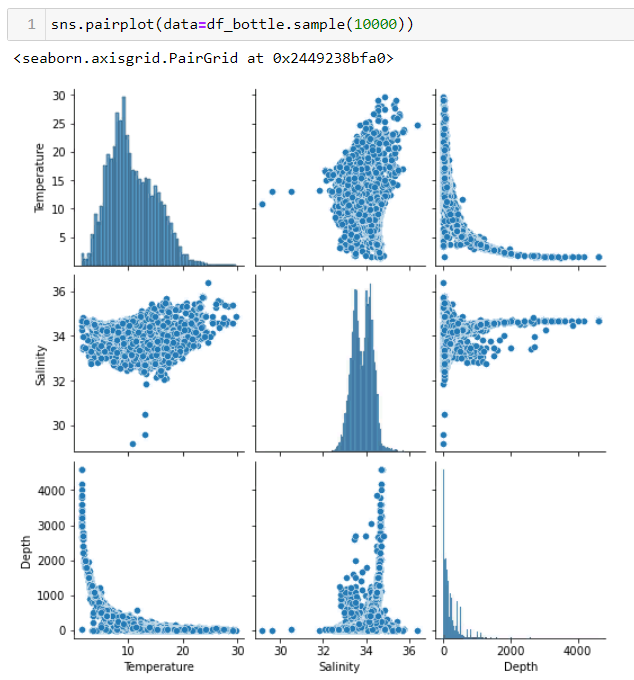 1 sns.pairplot(data=df_bottle.sample(10000))
<seaborn.axisgrid.PairGrid at 0x2449238bfa0>
Temperature
30
25
20
15
10
5
Salinity
36
34
32
30
Depth
4000
3000
2000
1000
0
10 20 30
Temperature
30 32 34 36
Salinity
0 2000 4000
Depth